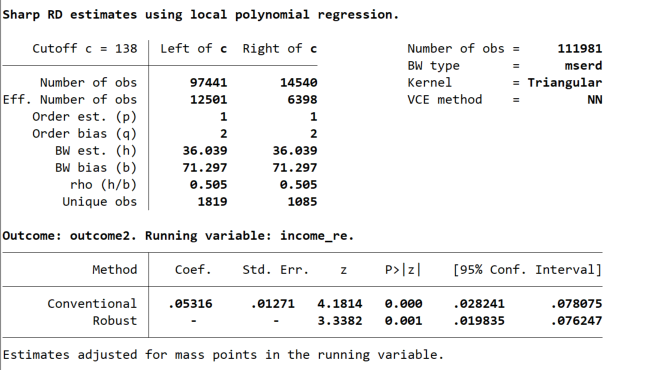 Sharp RD estimates using local polynomial regression.
Cutoff c = 138 | Left of c Right of c Number of obs = 111981
BW type = mserd
Number of obs | 97441 14540 Kernel = Triangular
Eff. Number of obs | 12501 6398 VCE method = NN
Order est. (p) | 1 1
Order bias (q) | 2 2
BW est. (h) | 36.039 36.039
BW bias (b) | 71.297 71.297
rho (h/b) | 0.505 0.505
Unique obs | 1819 1085
Outcome: outcome2. Running variable: income_re.
Method | Coef. Std. Err. z P>|z| [95% Conf. Interval]
Conventional | .05316 .01271 4.1814 0.000 .028241 .078075
Robust | - - 3.3382 0.001 .019835 .076247
Estimates adjusted for mass points in the running variable.